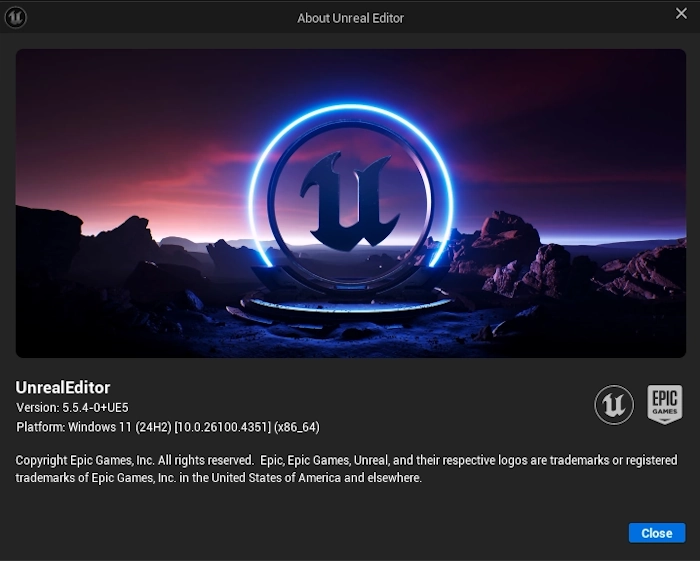 About Unreal Editor
UnrealEditor
Version: 5.5.4-0+UE5
Platform: Windows 11 (24H2) [10.0.26100.4351] (x86_64)
EPIC
GAMES
Copyright Epic Games, Inc. All rights reserved.  Epic, Epic Games, Unreal, and their respective logos are trademarks or registered
trademarks of Epic Games, Inc. in the United States of America and elsewhere.
Close